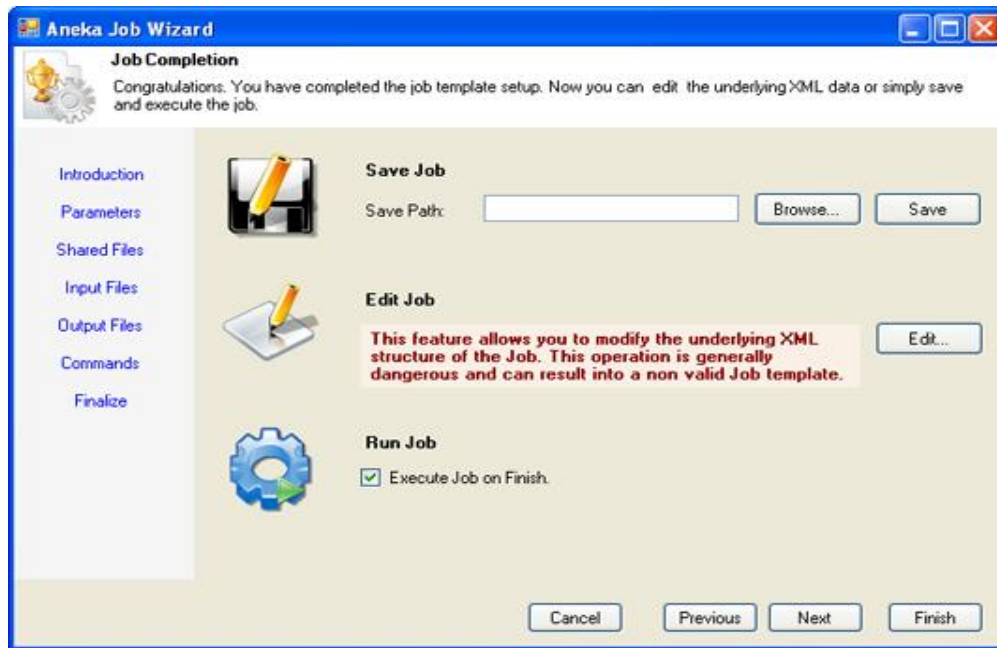 Aneka Job Wizard
Job Completion
Congratulations. You have completed the job template setup. Now you can edit the underlying XML data or simply save
and execute the job.
Introduction
Parameters
Shared Files
Input Files
Output Files
Commands
Finalize
Save Job
Save Path:
Browse...
Save
Edit Job
This feature allows you to modify the underlying XML
structure of the Job. This operation is generally
dangerous and can result into a non valid Job template.
Edit...
Run Job
Execute Job on Finish.
Cancel
Previous
Next
Finish